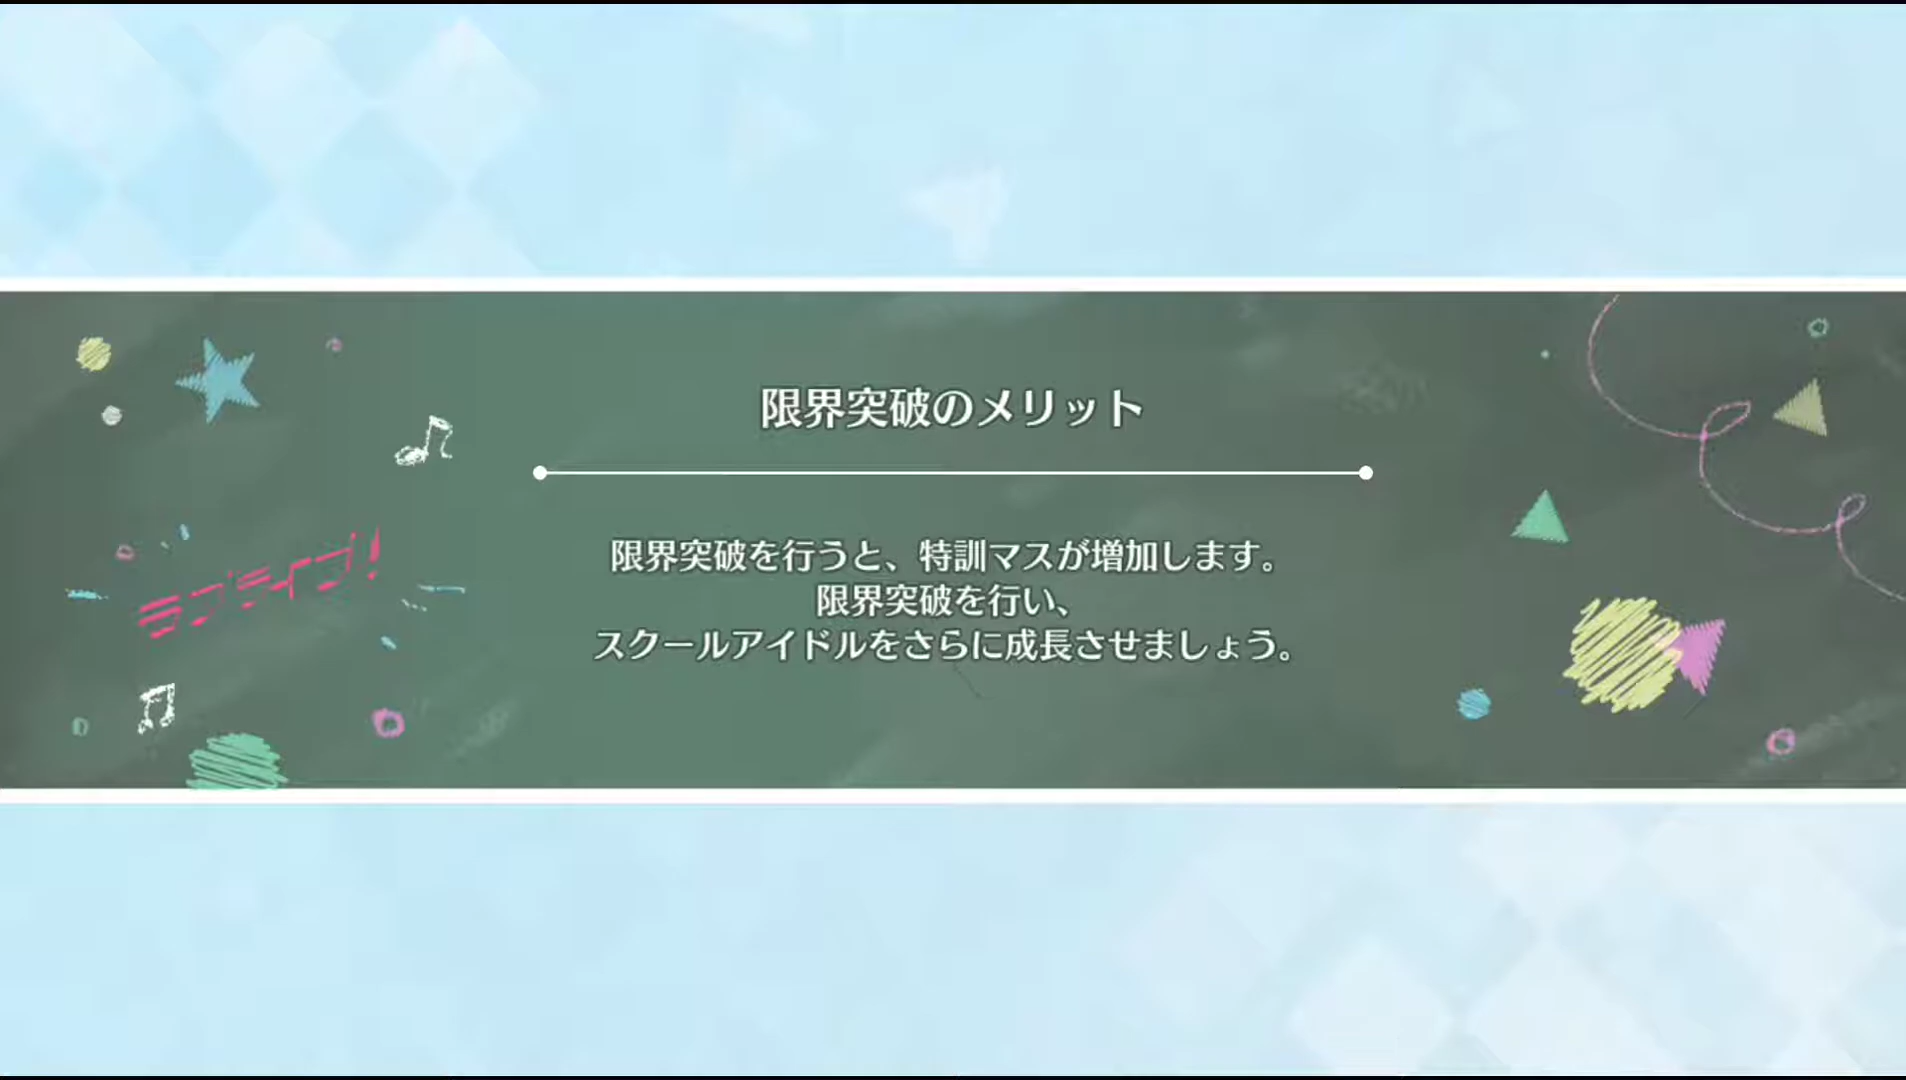 限界突破のメリット
限界突破を行うと、特訓マスが増加します。
限界突破を行い、
スクールアイドルをさらに成長させましょう。
ラブライブ!